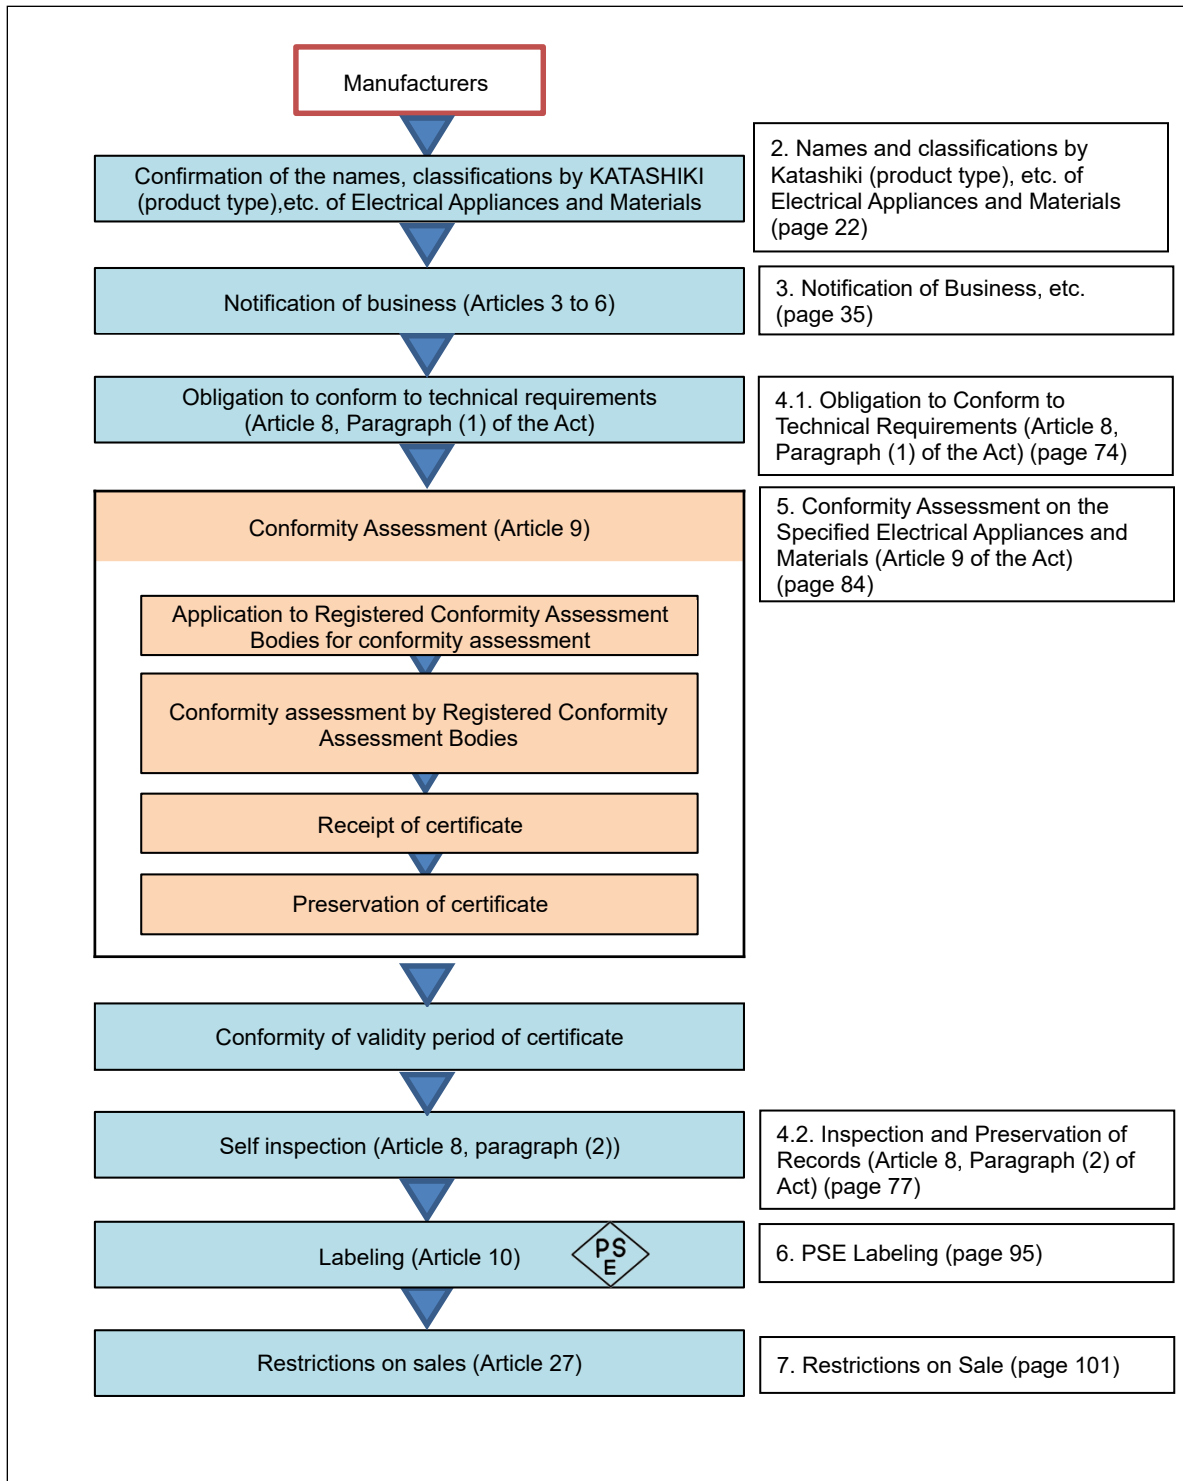 Manufacturers
Confirmation of the names, classifications by KATASHIKI
(product type),etc. of Electrical Appliances and Materials
2. Names and classifications by
Katashiki (product type), etc. of
Electrical Appliances and Materials
(page 22)
Notification of business (Articles 3 to 6)
3. Notification of Business, etc.
(page 35)
Obligation to conform to technical requirements
(Article 8, Paragraph (1) of the Act)
4.1. Obligation to Conform to
Technical Requirements (Article 8,
Paragraph (1) of the Act) (page 74)
Conformity Assessment (Article 9)
5. Conformity Assessment on the
Specified Electrical Appliances and
Materials (Article 9 of the Act)
(page 84)
Application to Registered Conformity Assessment
Bodies for conformity assessment
Conformity assessment by Registered Conformity
Assessment Bodies
Receipt of certificate
Preservation of certificate
Conformity of validity period of certificate
Self inspection (Article 8, paragraph (2))
4.2. Inspection and Preservation of
Records (Article 8, Paragraph (2) of
Act) (page 77)
Labeling (Article 10)
PS
E
6. PSE Labeling (page 95)
Restrictions on sales (Article 27)
7. Restrictions on Sale (page 101)